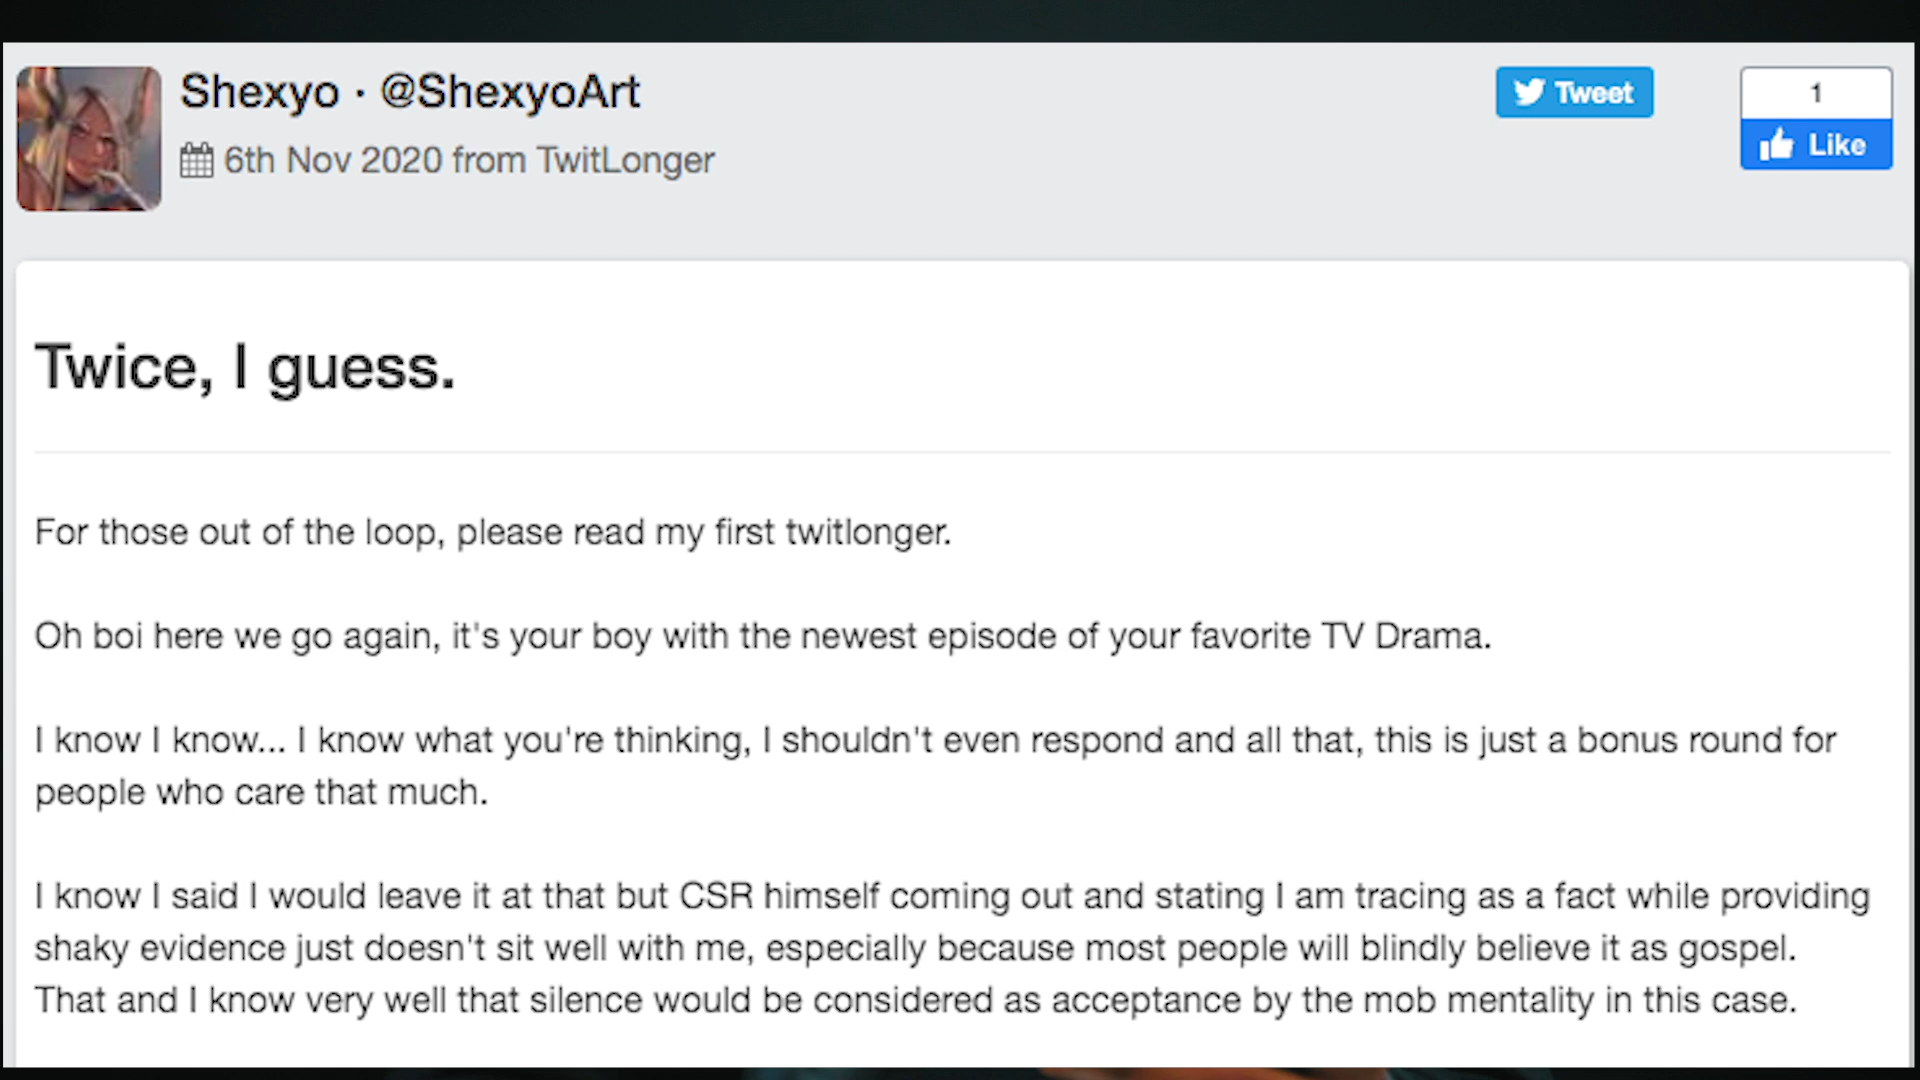 Shexyo · @ShexyoArt
6th Nov 2020 from TwitLonger
Tweet
1
Like
Twice, I guess.
For those out of the loop, please read my first twitlonger.
Oh boi here we go again, it's your boy with the newest episode of your favorite TV Drama.
I know I know... I know what you're thinking, I shouldn't even respond and all that, this is just a bonus round for
people who care that much.
I know I said I would leave it at that but CSR himself coming out and stating I am tracing as a fact while providing
shaky evidence just doesn't sit well with me, especially because most people will blindly believe it as gospel.
That and I know very well that silence would be considered as acceptance by the mob mentality in this case.